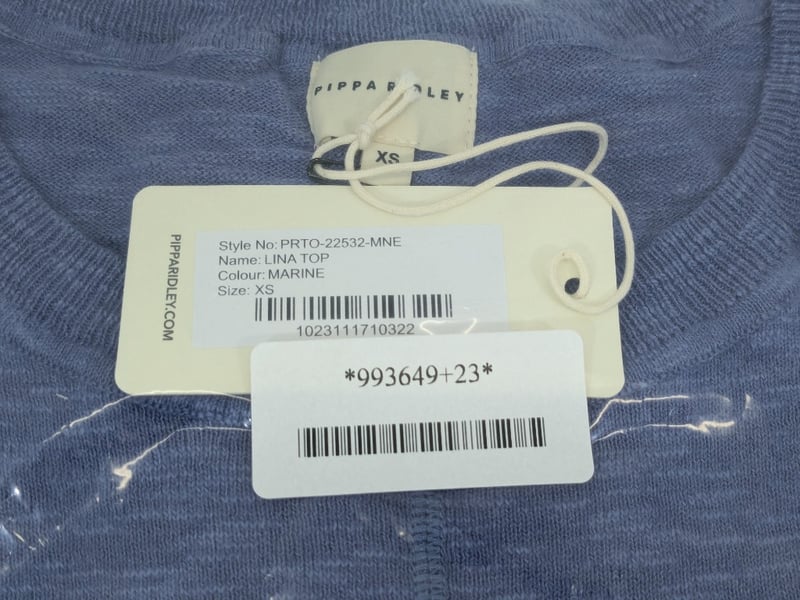 PIPPA RIDLEY
XS
PIPPARIDLEY.COM
Style No: PRTO-22532-MNE
Name: LINA TOP
Colour: MARINE
Size: XS
1023111710322
*993649+23*